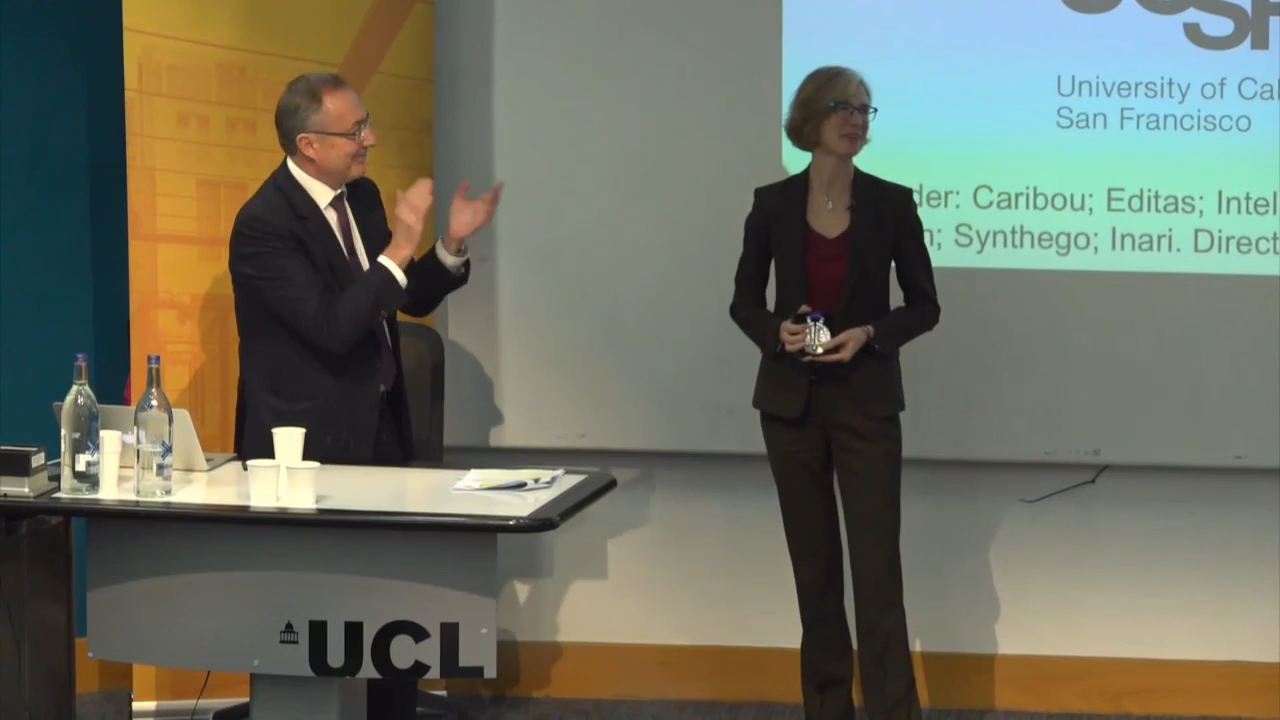 University of Cal
San Francisco
der: Caribou; Editas; Intel
; Synthego; Inari. Direct
UCL